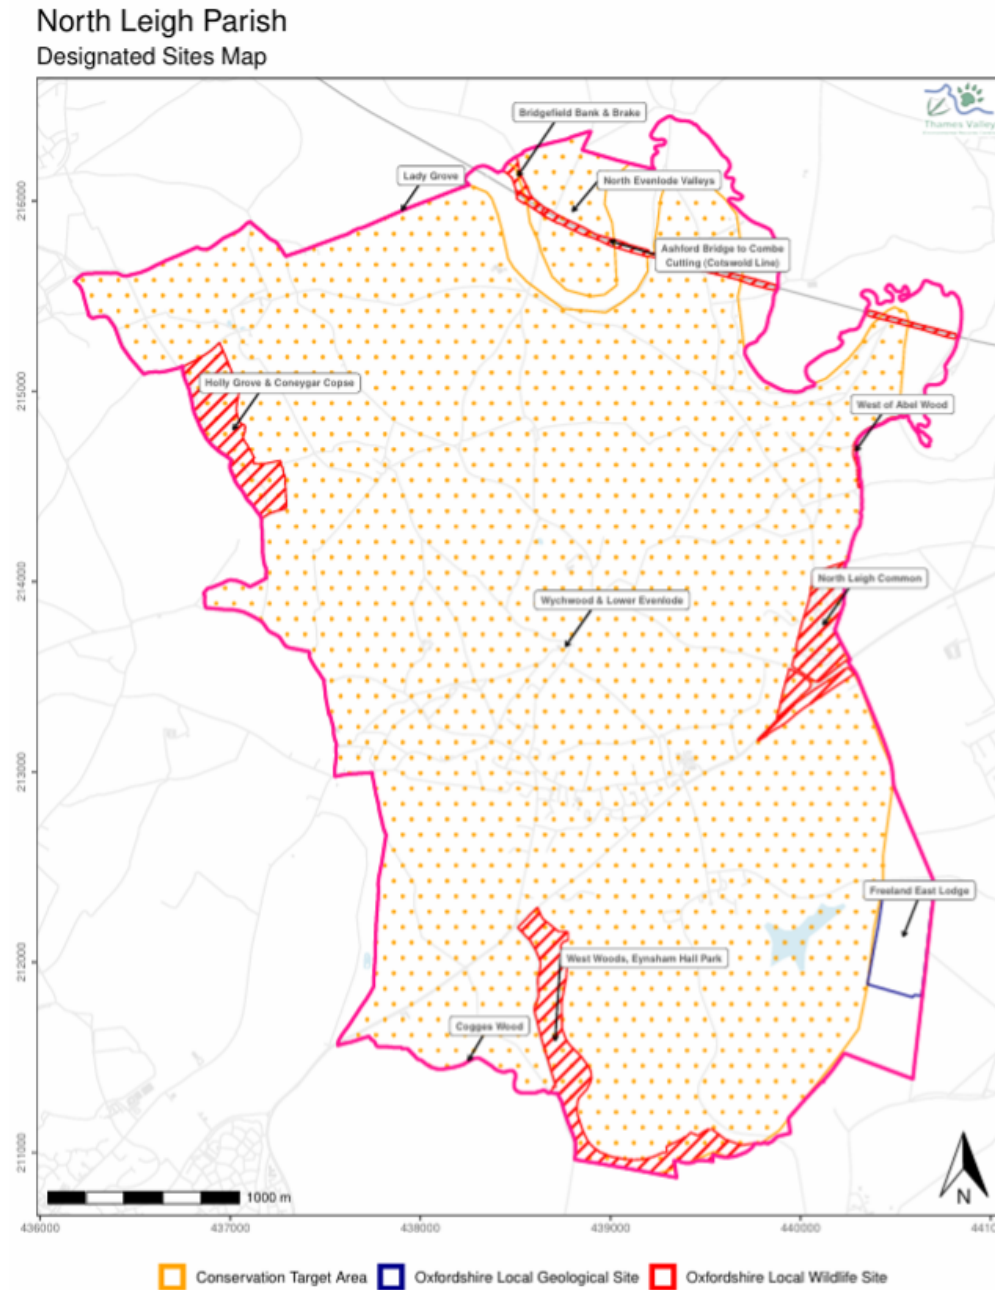 North Leigh Parish
Designated Sites Map
Thames Valley
Bridgefield Bank & Brake
Lady Grove
North Evenlode Valleys
Ashford Bridge to Combe
Cutting (Cotswold Line)
Holly Grove & Coneygar Copse
West of Abel Wood
North Leigh Common
Wychwood & Lower Evenlode
Freeland East Lodge
West Woods, Eynsham Hall Park
Cogges Wood
216000
215000
214000
213000
212000
211000
1000 m
N
436000
437000
438000
439000
440000
Conservation Target Area
Oxfordshire Local Geological Site
Oxfordshire Local Wildlife Site